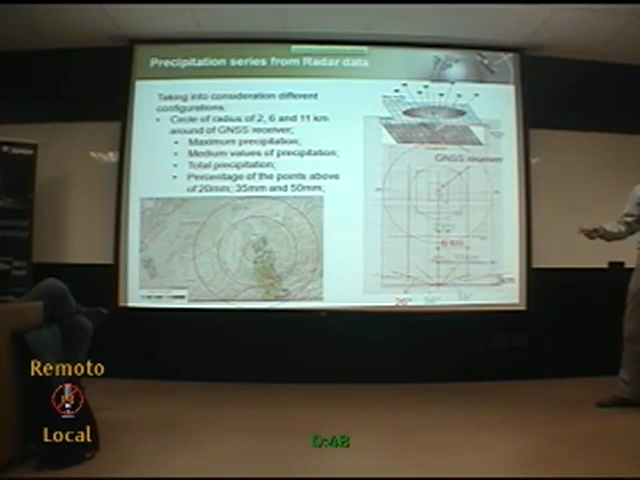 Precipitation series from Radar data
Taking into consideration different
configurations:
• Circle of radius of 2, 6 and 11 km
around of GNSS receiver;
• Maximum precipitation;
• Medium values of precipitation;
• Total precipitation;
• Percentage of the points above
of 20mm; 35mm and 50mm;
GNSS receiver
20°
Remoto
Local
0:48